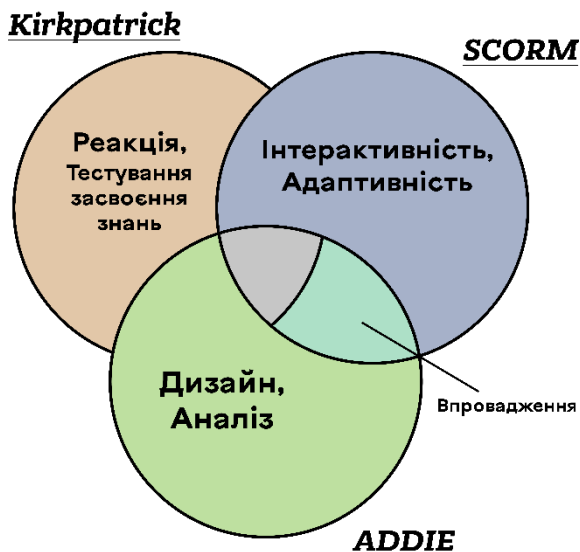 Kirkpatrick
SCORM
Реакція,
Тестування
засвоєння
знань
Інтерактивність,
Адаптивність
Дизайн,
Аналіз
Впровадження
ADDIE